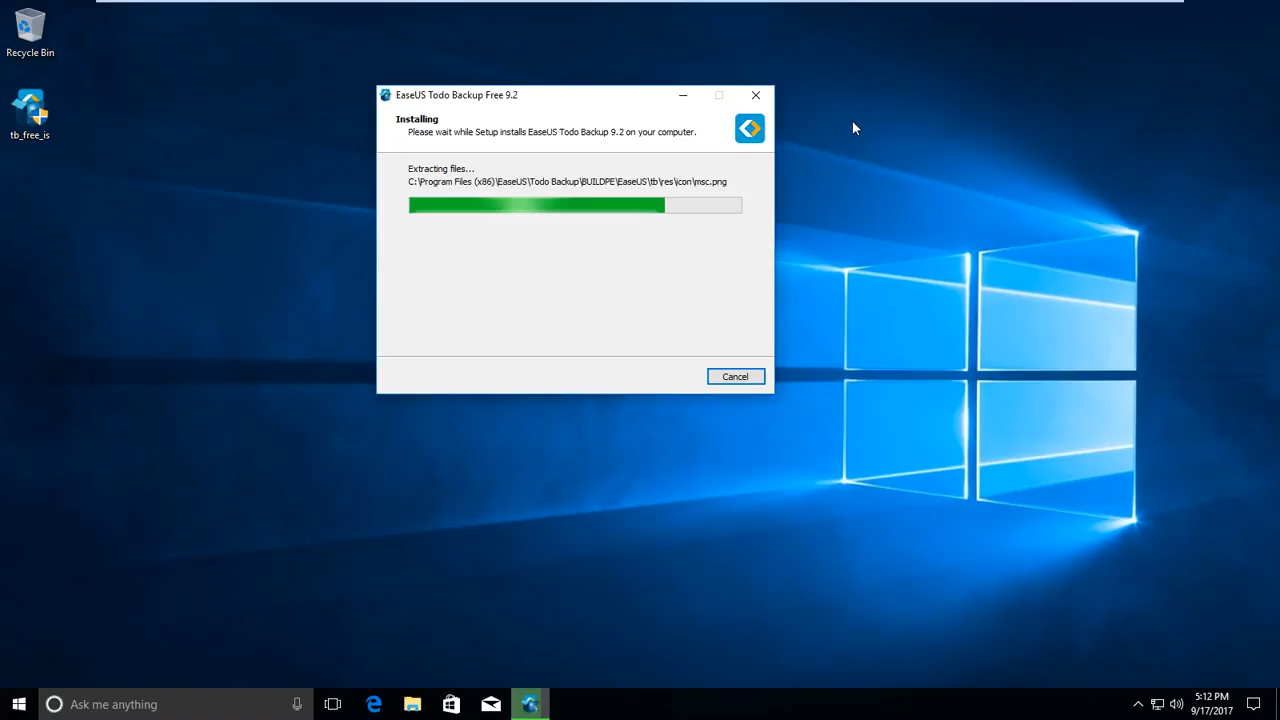 Recycle Bin
tb_free_is
EaseUS Todo Backup Free 9.2
Installing
Please wait while Setup installs EaseUS Todo Backup 9.2 on your computer.
Extracting files...
C:\Program Files (x86)\EaseUS\Todo Backup\BUILDPE\EaseUS\tb\res\icon\msc.png
Cancel
Ask me anything
5:12 PM
9/17/2017